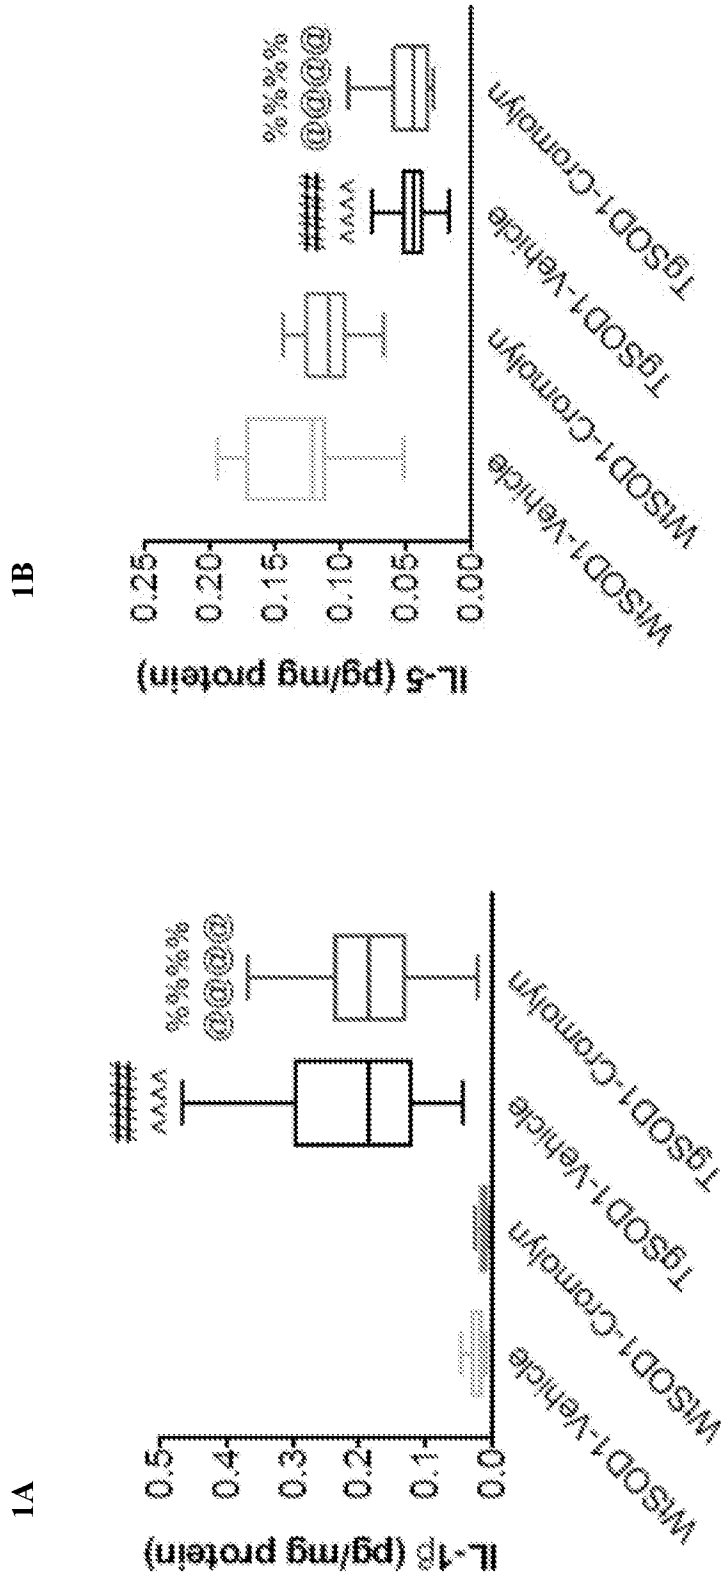 1A
IL-1β (pg/mg protein)
0.5
0.4
0.3
0.2
0.1
0.0
####
^^^^
%%%%
@@@@
WtSOD1-Vehicle
WtSOD1-Cromolyn
TgSOD1-Vehicle
TgSOD1-Cromolyn
1B
IL-5 (pg/mg protein)
0.25
0.20
0.15
0.10
0.05
0.00
####
^^^^
%%%%
@@@@
WtSOD1-Vehicle
WtSOD1-Cromolyn
TgSOD1-Vehicle
TgSOD1-Cromolyn